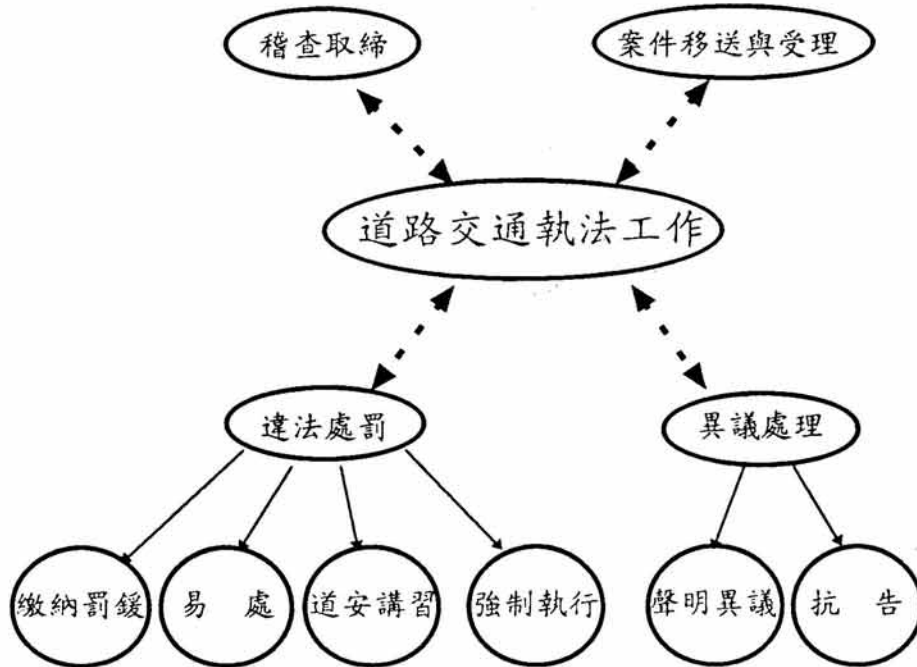 稽查取締
案件移送與受理
道路交通執法工作
違法處罰
異議處理
繳納罰鍰
易　處
道安講習
強制執行
聲明異議
抗　告